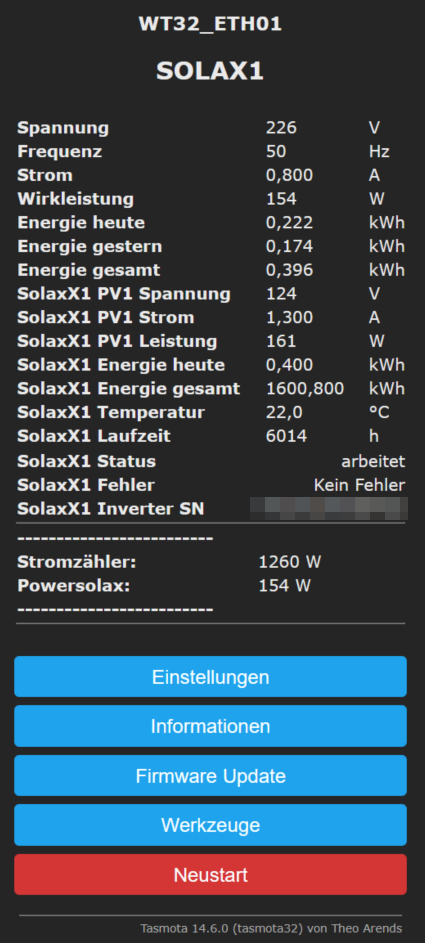 WT32_ETH01
SOLAX1
Spannung 226 V
Frequenz 50 Hz
Strom 0,800 A
Wirkleistung 154 W
Energie heute 0,222 kWh
Energie gestern 0,174 kWh
Energie gesamt 0,396 kWh
SolaxX1 PV1 Spannung 124 V
SolaxX1 PV1 Strom 1,300 A
SolaxX1 PV1 Leistung 161 W
SolaxX1 Energie heute 0,400 kWh
SolaxX1 Energie gesamt 1600,800 kWh
SolaxX1 Temperatur 22,0 °C
SolaxX1 Laufzeit 6014 h
SolaxX1 Status arbeitet
SolaxX1 Fehler Kein Fehler
SolaxX1 Inverter SN
-------------------------
Stromzähler: 1260 W
Powersolax: 154 W
-------------------------
Einstellungen
Informationen
Firmware Update
Werkzeuge
Neustart
Tasmota 14.6.0 (tasmota32) von Theo Arends